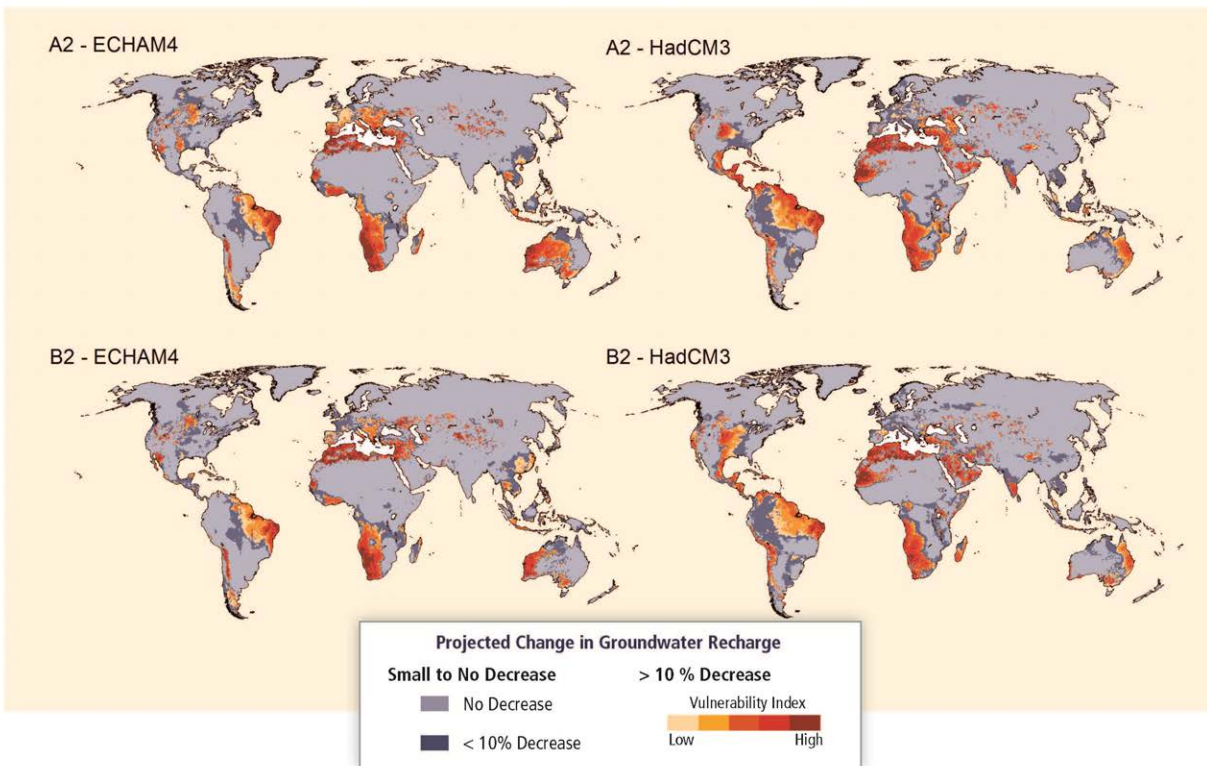 A2 - ECHAM4
A2 - HadCM3
B2 - ECHAM4
B2 - HadCM3
Projected Change in Groundwater Recharge
Small to No Decrease
> 10 % Decrease
No Decrease
Vulnerability Index
< 10% Decrease
Low High